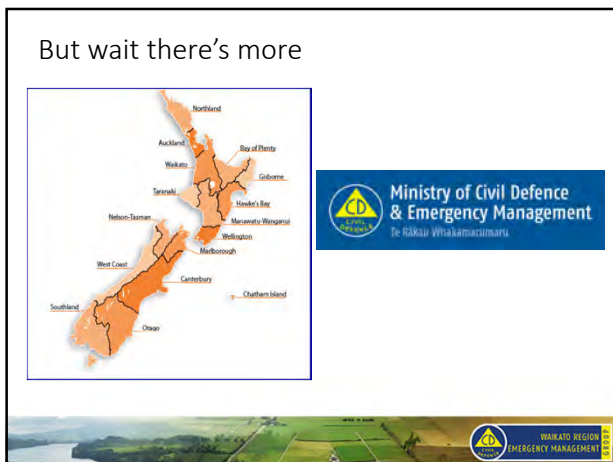 But wait there's more
Northland
Auckland
Bay of Plenty
Waikato
Gisborne
Taranaki
Hawke's Bay
Nelson-Tasman
Manawatu-Wanganui
Wellington
Marlborough
West Coast
Canterbury
Chatham Island
Southland
Otago
CD
CIVIL
DEFENCE
Ministry of Civil Defence
& Emergency Management
Te Rākau Whakamarumaru
CD
WAIKATO REGION
EMERGENCY MANAGEMENT
GROUP